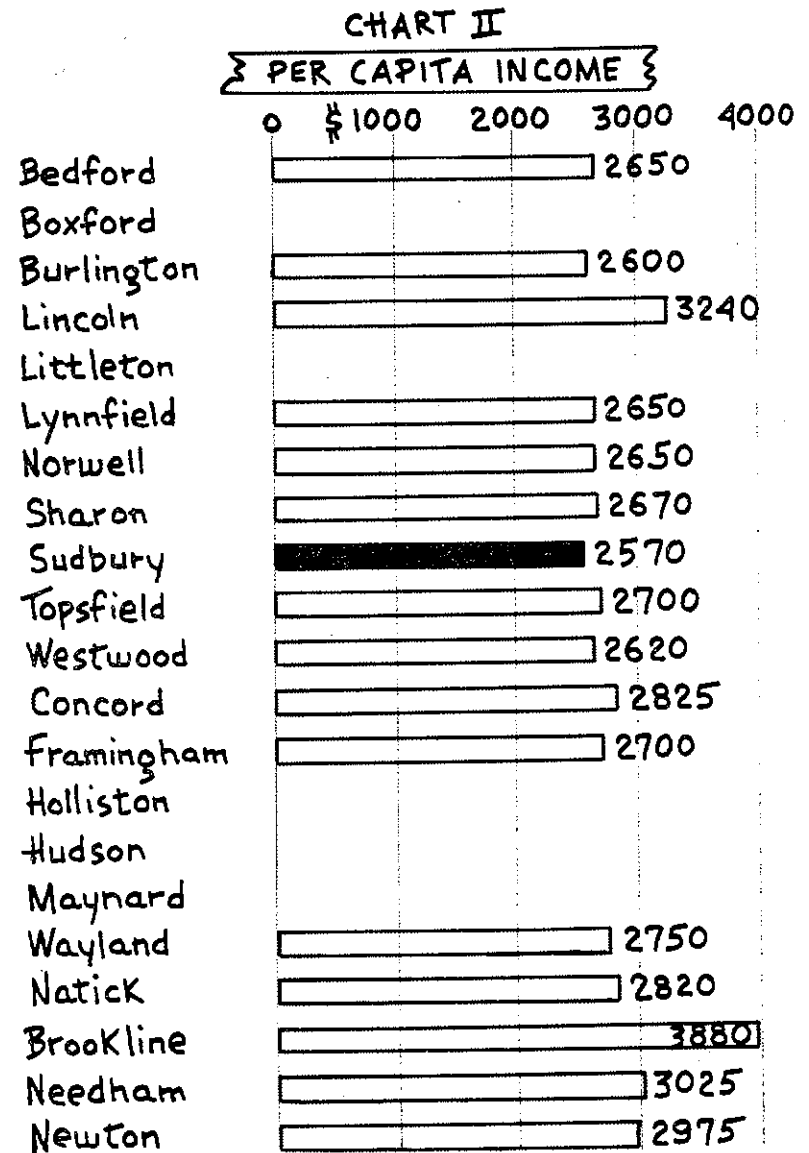 CHART II
PER CAPITA INCOME
0 $1000 2000 3000 4000
Bedford 2650
Boxford
Burlington 2600
Lincoln 3240
Littleton
Lynnfield 2650
Norwell 2650
Sharon 2670
Sudbury 2570
Topsfield 2700
Westwood 2620
Concord 2825
Framingham 2700
Holliston
Hudson
Maynard
Wayland 2750
Natick 2820
Brookline 3880
Needham 3025
Newton 2975